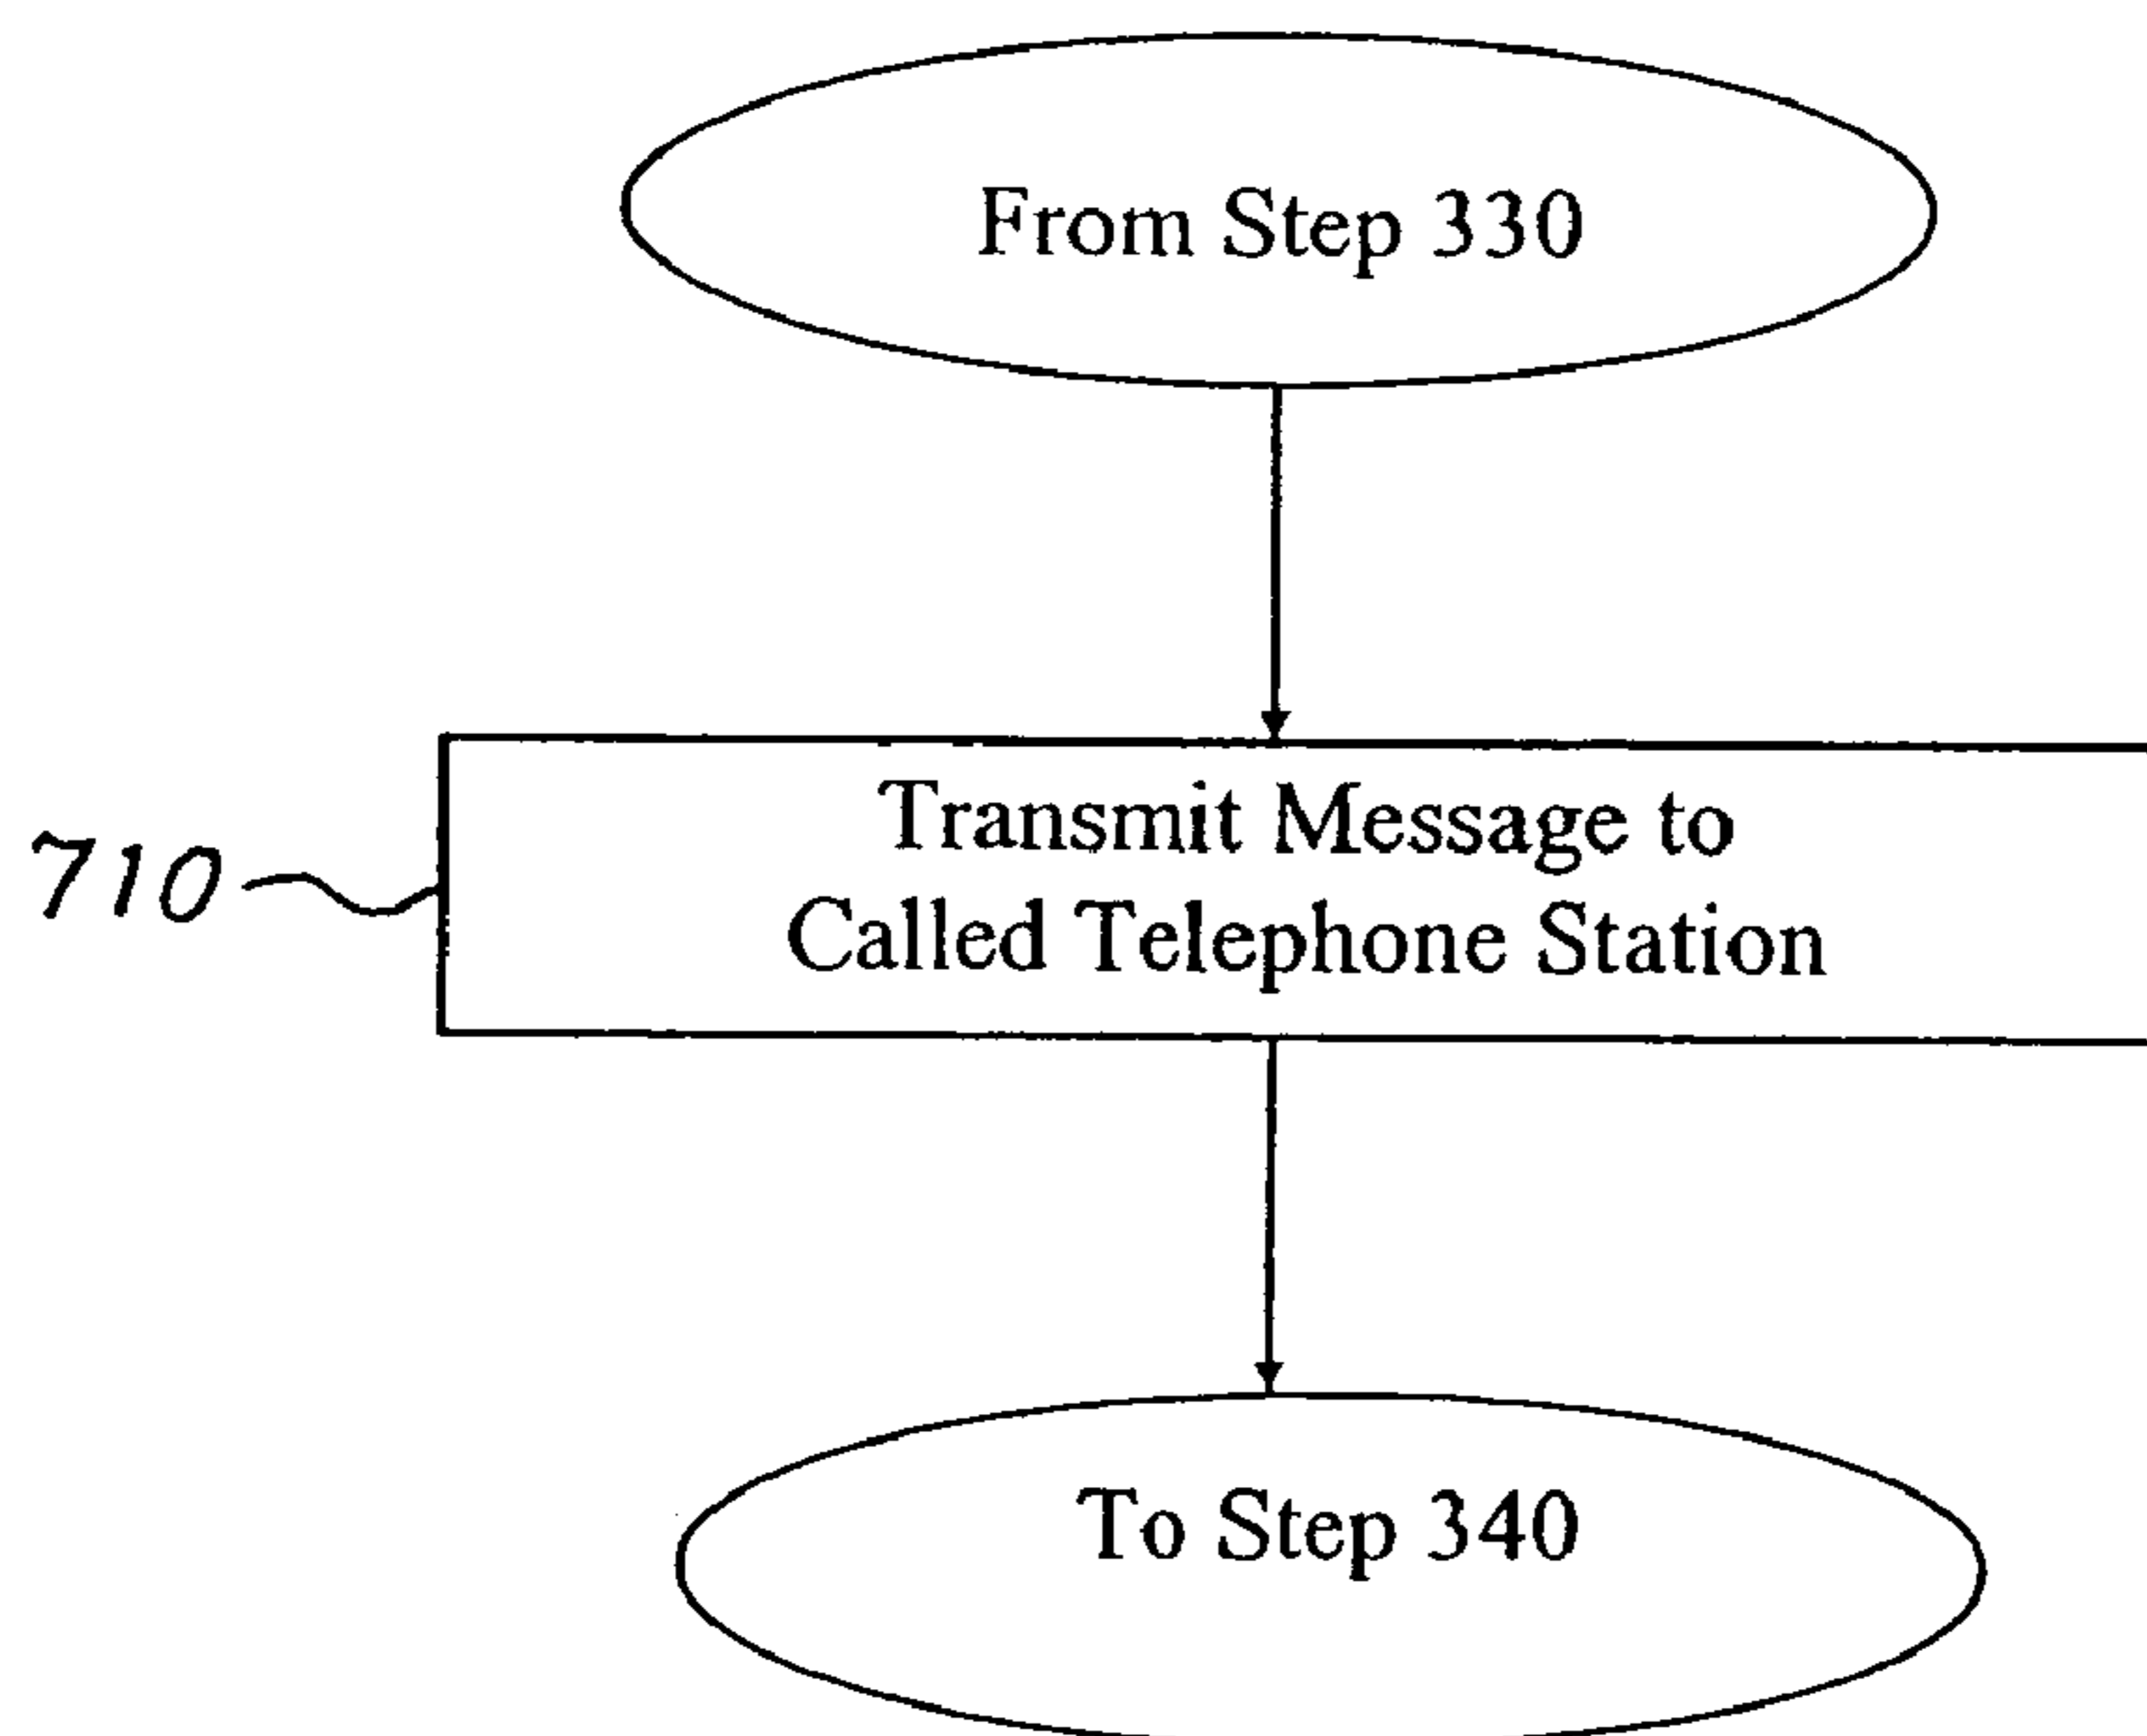 From Step 330
Transmit Message to
710
Called Telephone Station
To Step 340